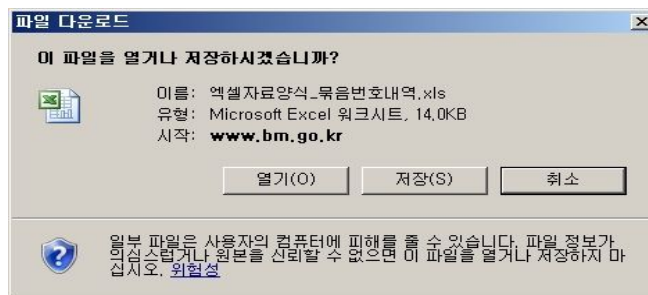 파일 다운로드
이 파일을 열거나 저장하시겠습니까?
이름: 엑셀자료양식_묶음번호내역.xls
유형: Microsoft Excel 워크시트, 14.0KB
시작: www.bm.go.kr
열기(O) 저장(S) 취소
일부 파일은 사용자의 컴퓨터에 피해를 줄 수 있습니다. 파일 정보가
의심스럽거나 원본을 신뢰할 수 없으면 이 파일을 열거나 저장하지 마
십시오. 위험성